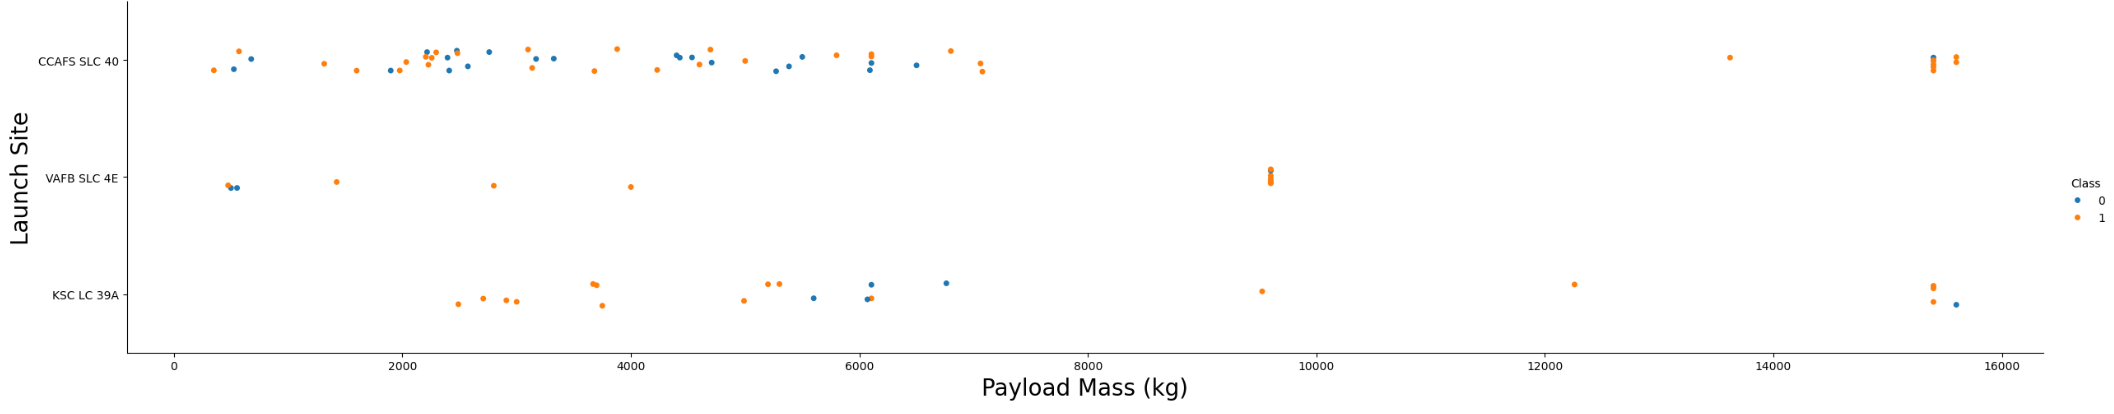 Launch Site
CCAFS SLC 40
VAFB SLC 4E
KSC LC 39A
0 2000 4000 6000 8000 10000 12000 14000 16000
Payload Mass (kg)
Class
0
1